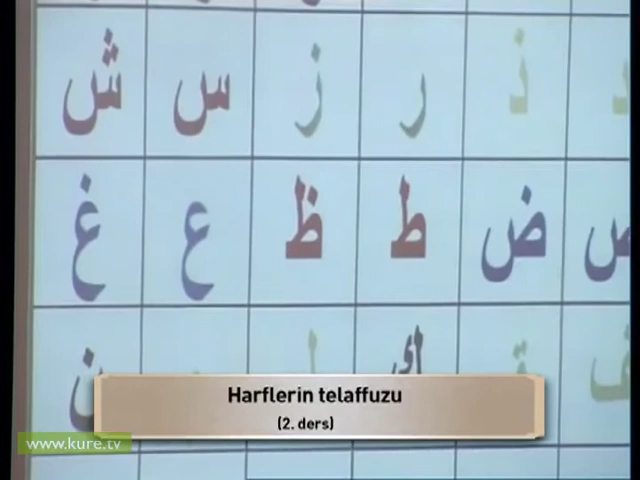 د ذ ر ز س ش
ص ض ط ظ ع غ
ف ق ك ل ن
Harflerin telaffuzu
(2. ders)
www.kure.tv